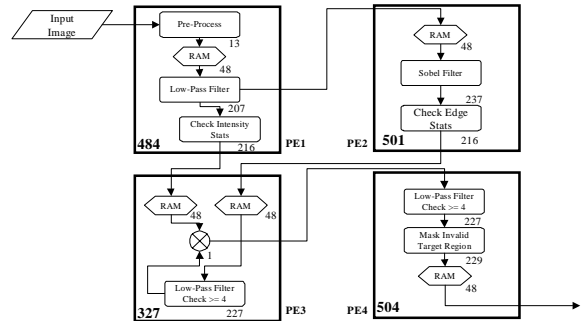 Input
Image
Pre-Process
13
RAM
48
Low-Pass Filter
207
Check Intensity
Stats
216
484
PE1
RAM
48
Sobel Filter
237
Check Edge
Stats
216
501
PE2
RAM
48
RAM
48
1
Low-Pass Filter
Check >= 4
227
327
PE3
Low-Pass Filter
Check >= 4
227
Mask Invalid
Target Region
229
RAM
48
504
PE4